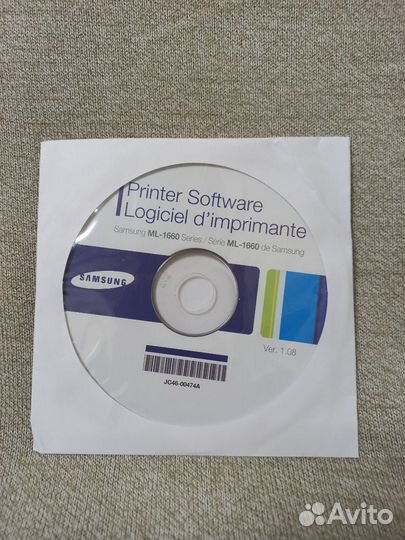 Printer Software
Logiciel d'imprimante
Samsung ML-1660 Series / Série ML-1660 de Samsung
SAMSUNG
Ver. 1.08
JC46-00474A
Avito